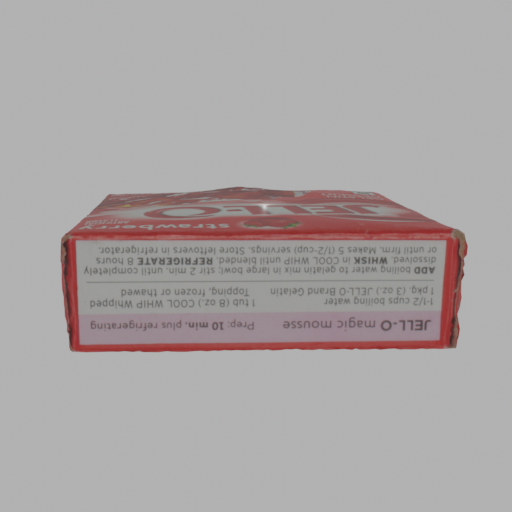 JELL-O magic mousse Prep: 10 min. plus refrigerating
1-1/2 cups boiling water
1 pkg. (3 oz.) JELL-O Brand Gelatin
1 tub (8 oz.) COOL WHIP Whipped
Topping, frozen or thawed
ADD boiling water to gelatin mix in large bowl; stir 2 min. until completely
dissolved. WHISK in COOL WHIP until blended. REFRIGERATE 8 hours
or until firm. Makes 5 (1/2-cup) servings. Store leftovers in refrigerator.
strawberry
JELL-O